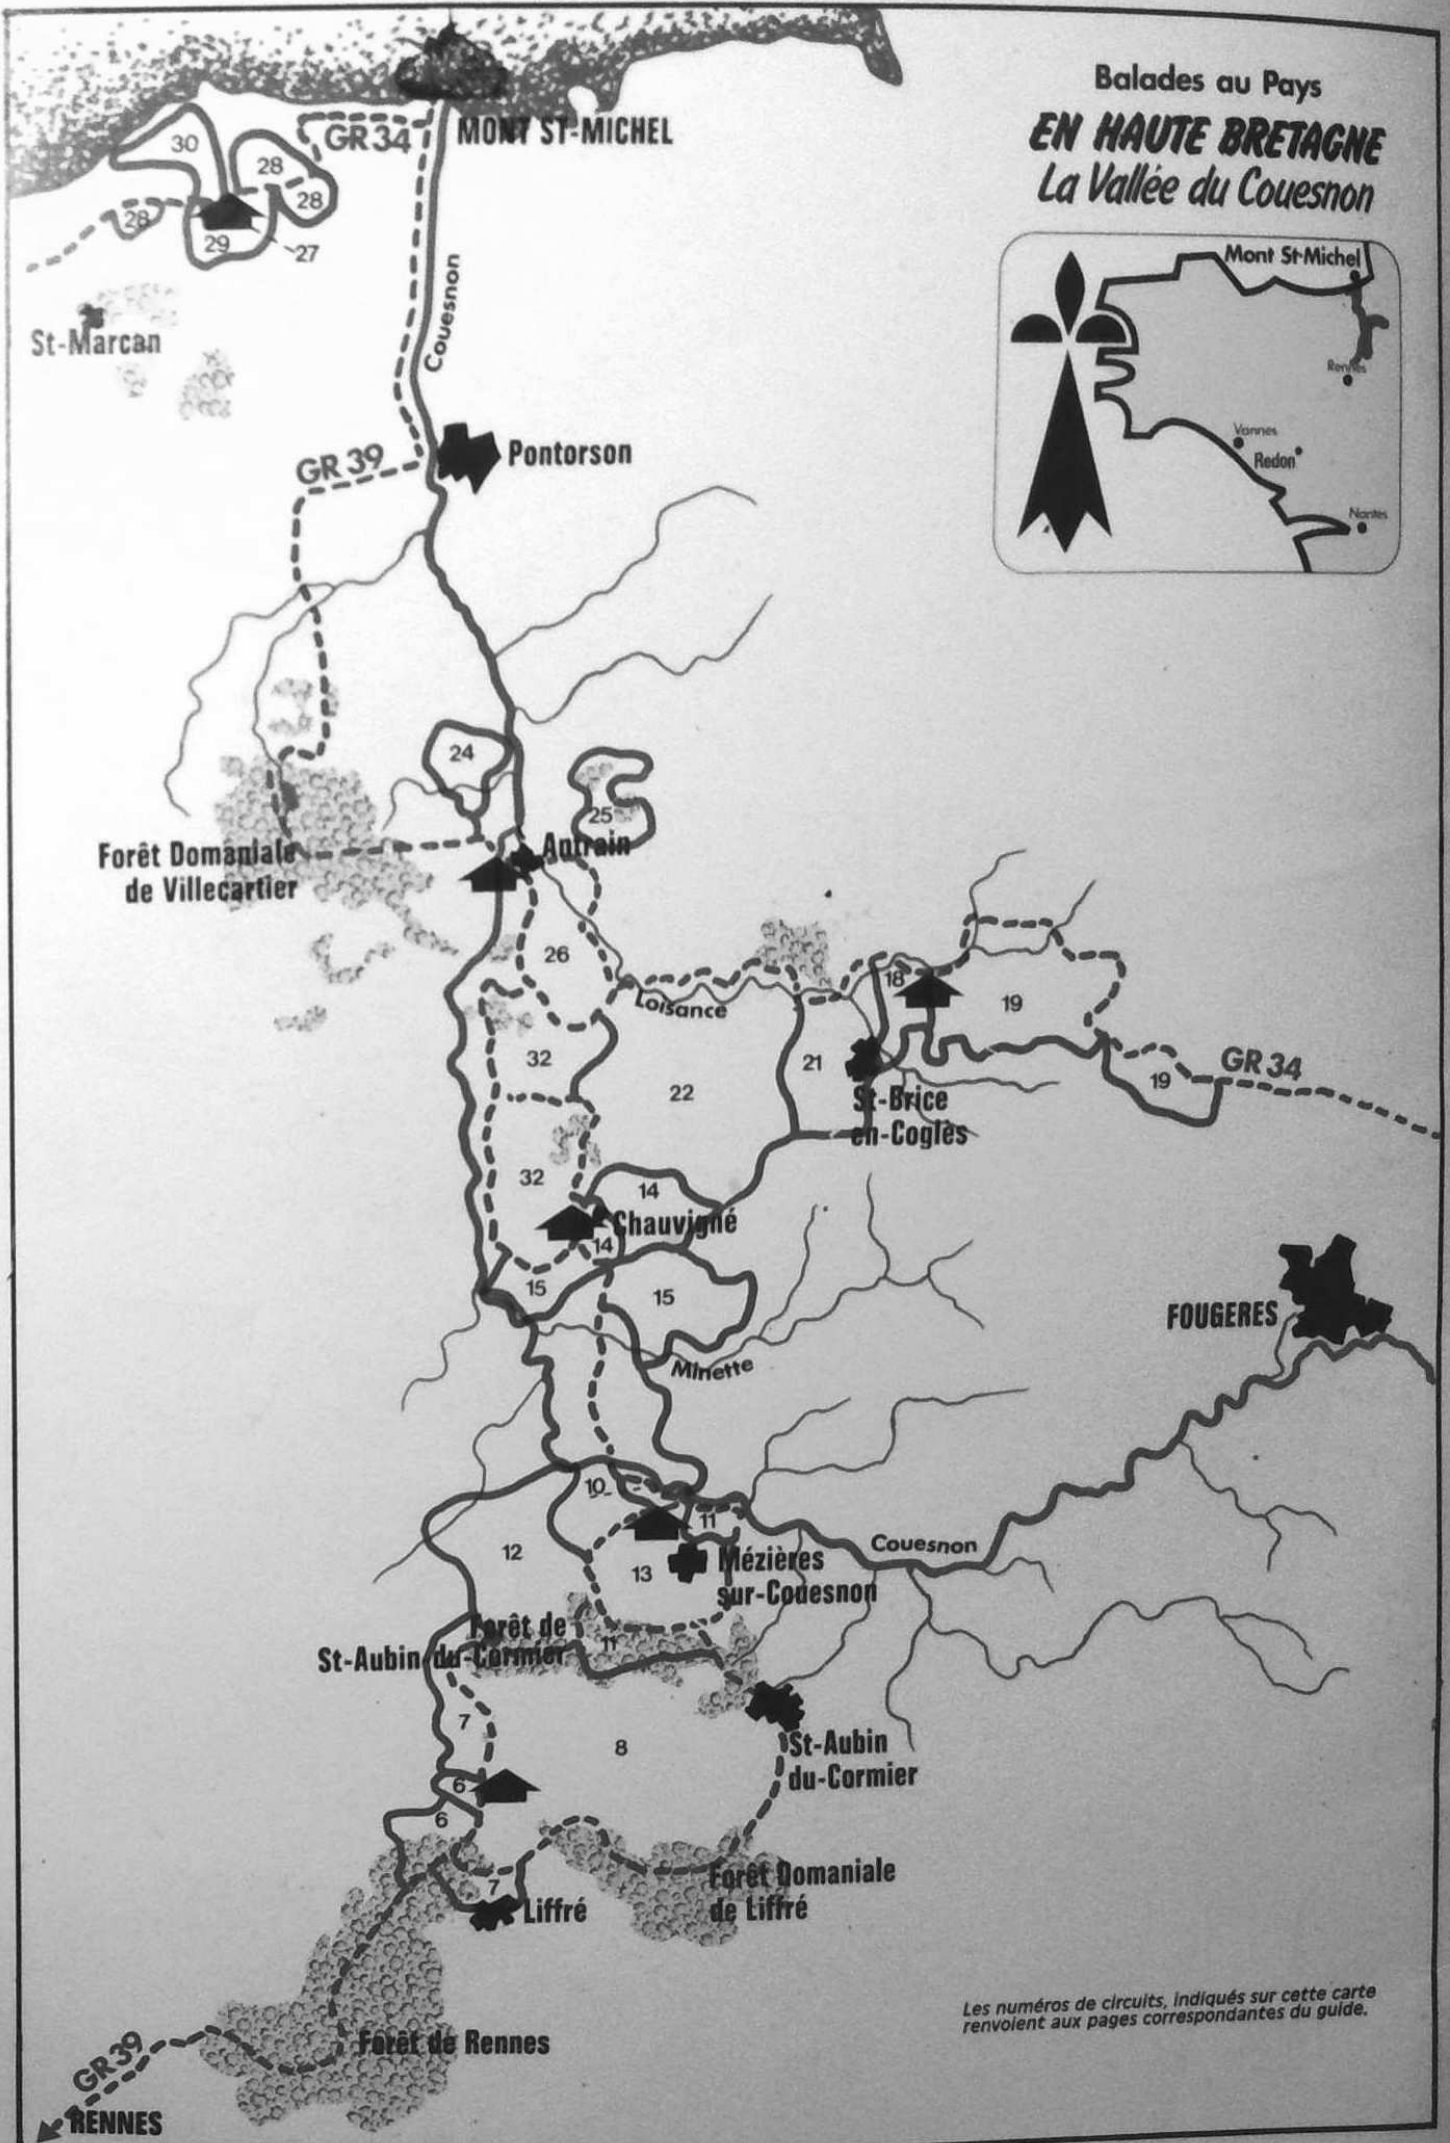 Balades au Pays
EN HAUTE BRETAGNE
La Vallée du Couesnon
Mont St-Michel
Rennes
Vannes
Redon
Nantes
MONT ST-MICHEL
GR 34
30
28
28
28
29
27
St-Marcan
Couesnon
GR 39
Pontorson
24
25
Antrain
Forêt Domaniale
de Villecartier
26
Loisance
18
19
32
21
22
St-Brice
en-Coglès
19
GR 34
32
14
Chauvigné
14
15
15
Minette
FOUGERES
10
11
12
13
Mézières
sur-Couesnon
Couesnon
Forêt de
St-Aubin-du-Cormier
11
7
8
St-Aubin
du-Cormier
6
6
7
Liffré
Forêt Domaniale
de Liffré
Forêt de Rennes
GR 39
RENNES
Les numéros de circuits, indiqués sur cette carte
renvoient aux pages correspondantes du guide.